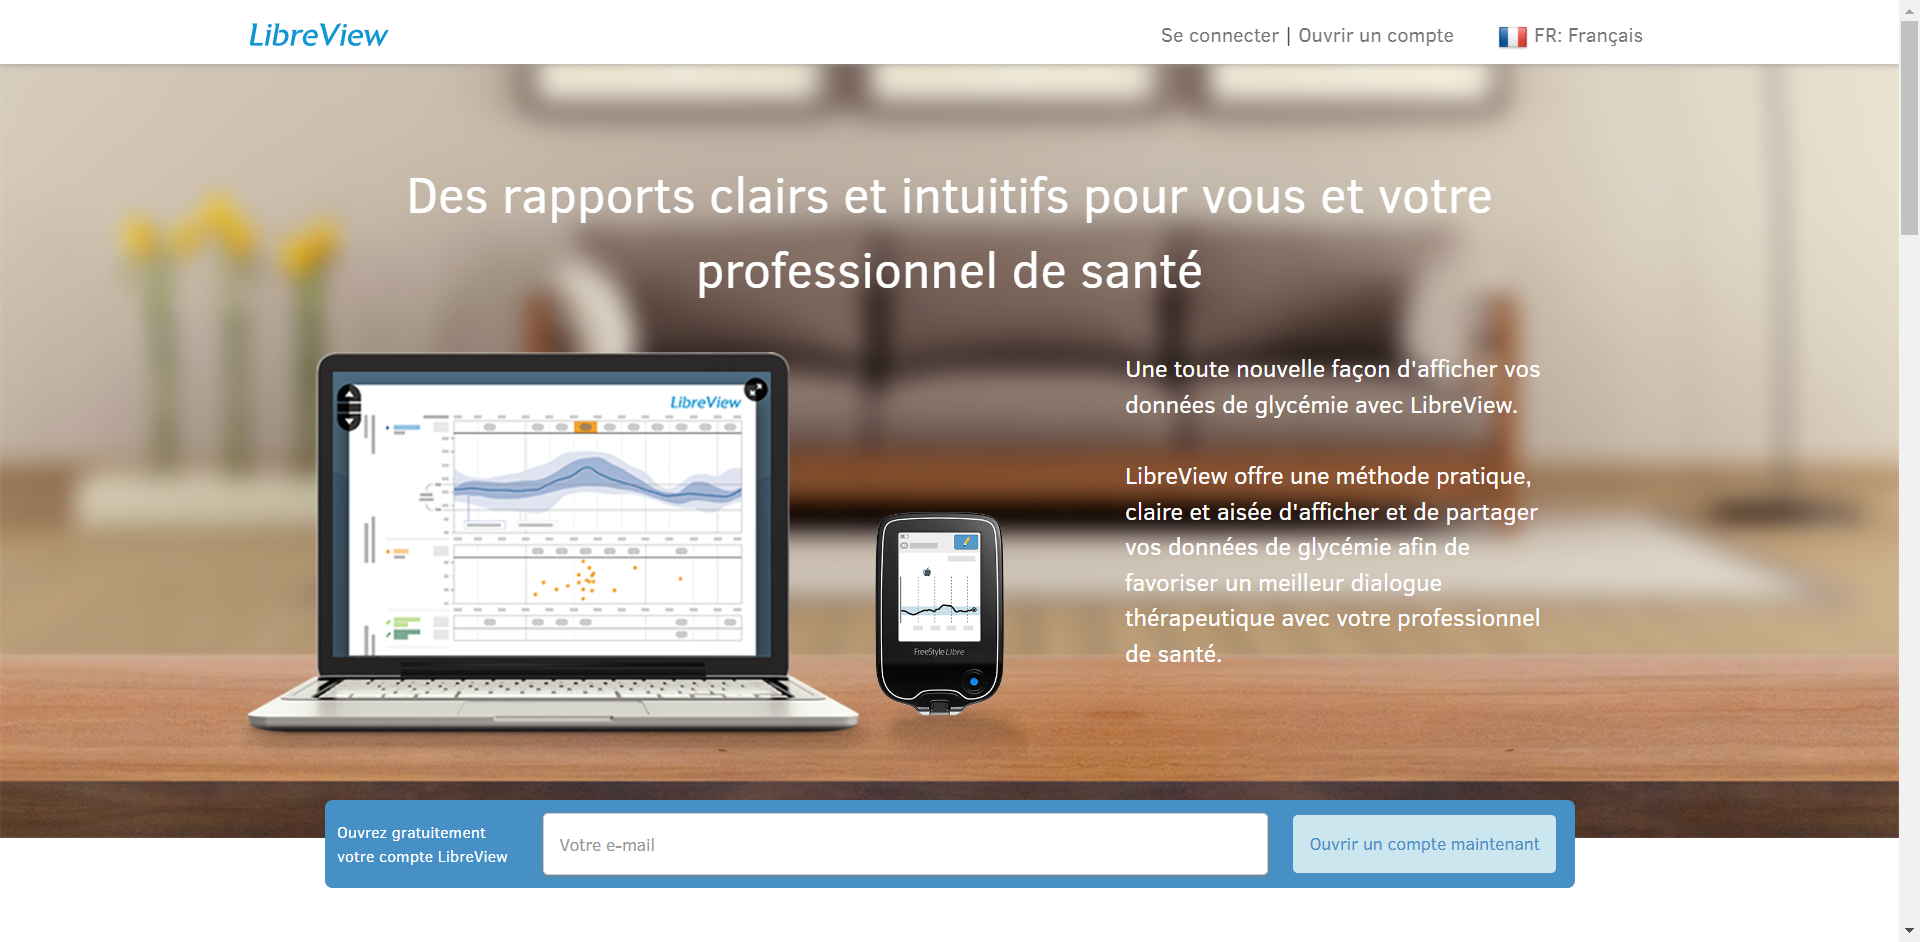 LibreView
Se connecter | Ouvrir un compte
FR: Français
Des rapports clairs et intuitifs pour vous et votre
professionnel de santé
LibreView
Une toute nouvelle façon d'afficher vos
données de glycémie avec LibreView.
LibreView offre une méthode pratique,
claire et aisée d'afficher et de partager
vos données de glycémie afin de
favoriser un meilleur dialogue
thérapeutique avec votre professionnel
de santé.
FreeStyle Libre
Ouvrez gratuitement
votre compte LibreView
Votre e-mail
Ouvrir un compte maintenant